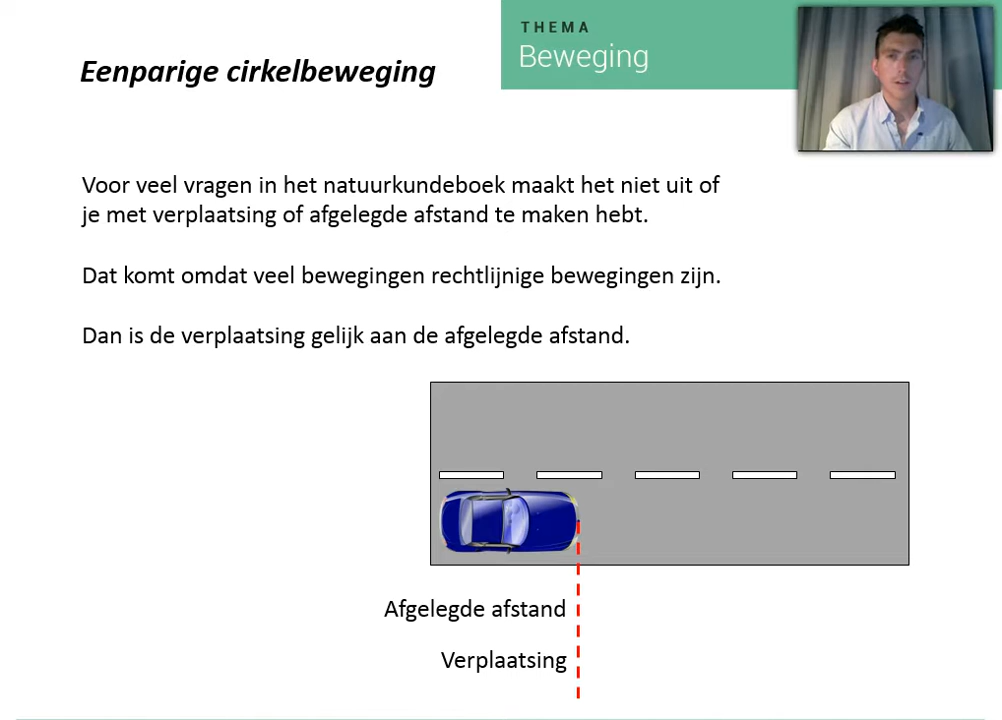 THEMA
Beweging
Eenparige cirkelbeweging
Voor veel vragen in het natuurkundeboek maakt het niet uit of
je met verplaatsing of afgelegde afstand te maken hebt.
Dat komt omdat veel bewegingen rechtlijnige bewegingen zijn.
Dan is de verplaatsing gelijk aan de afgelegde afstand.
Afgelegde afstand
Verplaatsing